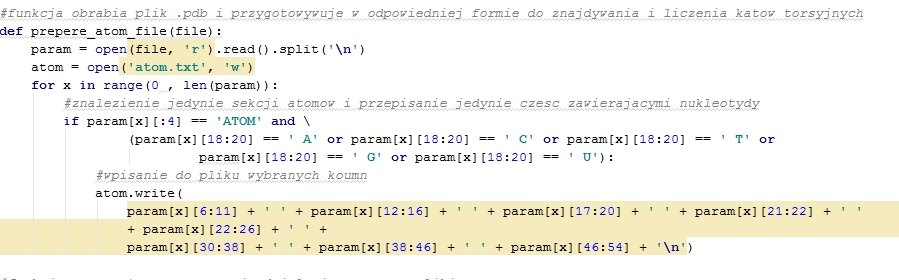 #funkcja obrabia plik .pdb i przygotowywuje w odpowiedniej formie do znajdywania i liczenia katow torsyjnych
def prepere_atom_file(file):
    param = open(file, 'r').read().split('\n')
    atom = open('atom.txt', 'w')
    for x in range(0 , len(param)):
        #znalezienie jedynie sekcji atomow i przepisanie jedynie czesc zawierajacymi nukleotydy
        if param[x][:4] == 'ATOM' and \
                (param[x][18:20] == ' A' or param[x][18:20] == ' C' or param[x][18:20] == ' T' or
                         param[x][18:20] == ' G' or param[x][18:20] == ' U'):
            #wpisanie do pliku wybranych koumn
            atom.write(
                param[x][6:11] + ' ' + param[x][12:16] + ' ' + param[x][17:20] + ' ' + param[x][21:22] + ' '
                + param[x][22:26] + ' ' +
                param[x][30:38] + ' ' + param[x][38:46] + ' ' + param[x][46:54] + '\n')